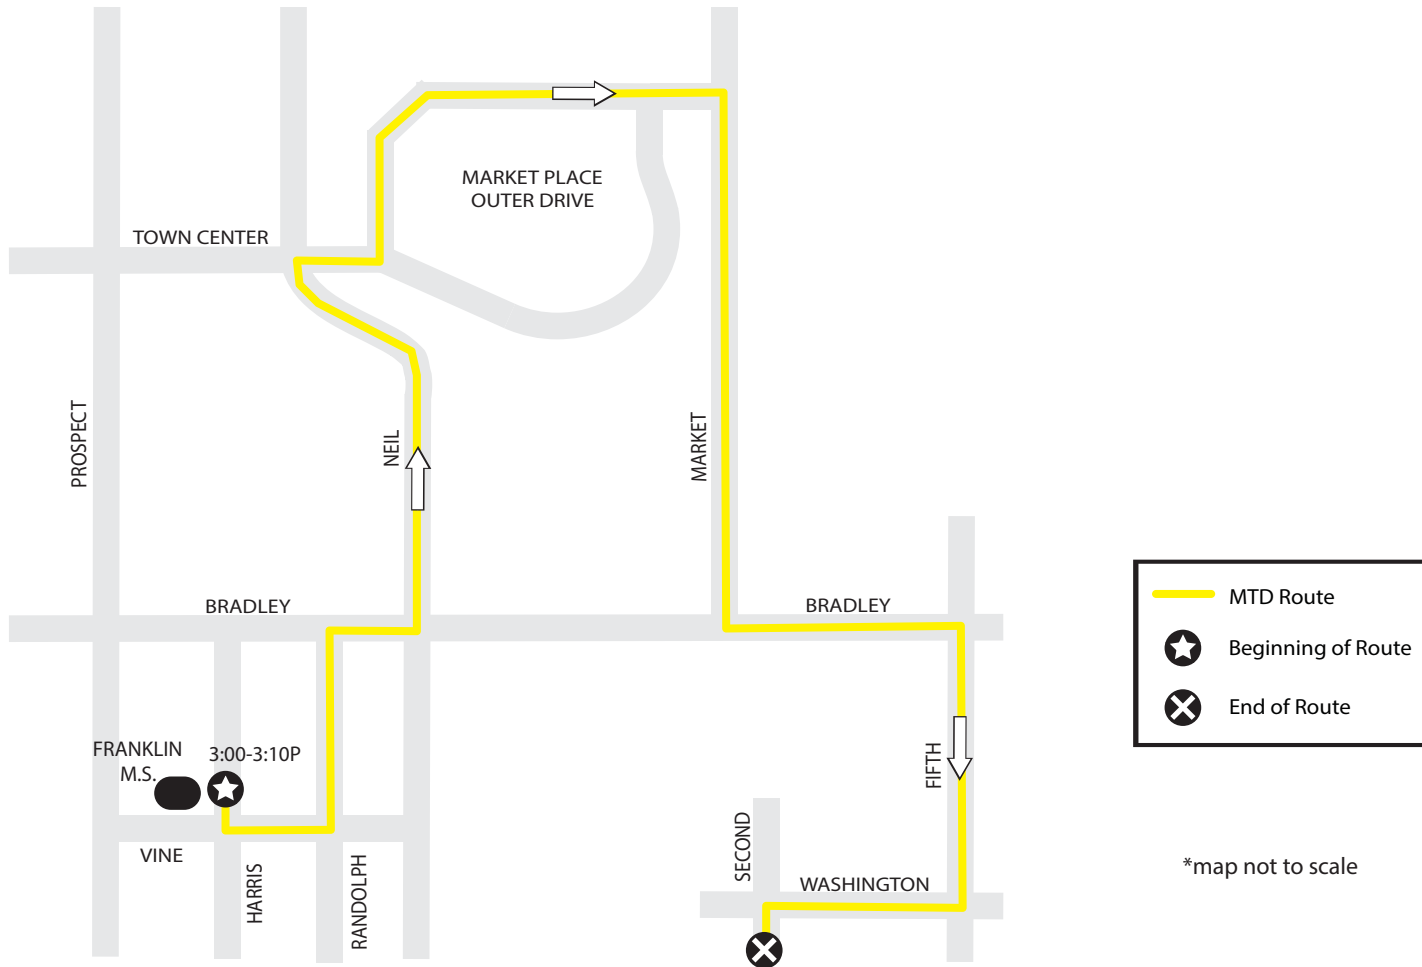 MARKET PLACE
OUTER DRIVE
TOWN CENTER
PROSPECT
NEIL
MARKET
BRADLEY
BRADLEY
MTD Route
Beginning of Route
End of Route
FRANKLIN
M.S.
3:00-3:10P
FIFTH
VINE
HARRIS
RANDOLPH
SECOND
WASHINGTON
*map not to scale